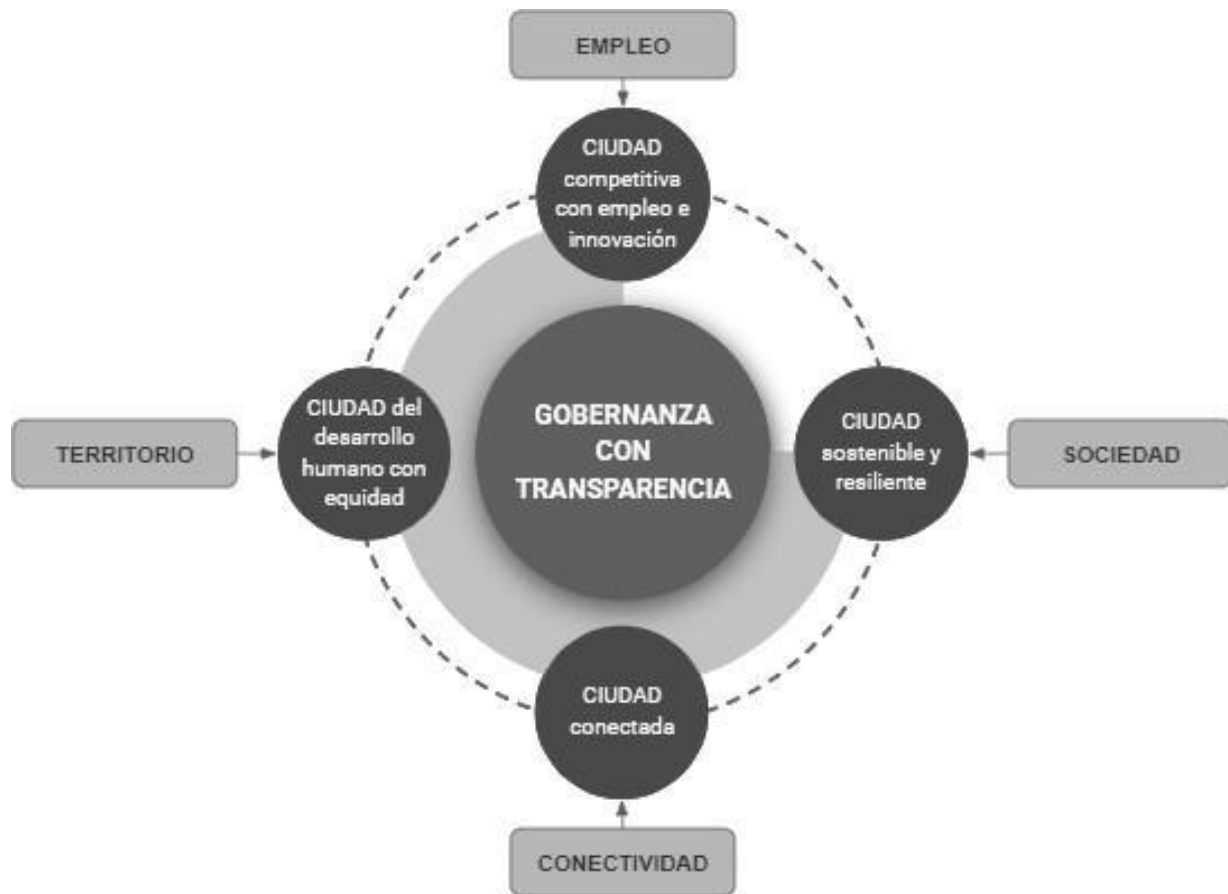 EMPLEO
CIUDAD
competitiva
con empleo e
innovación
CIUDAD del
desarrollo
humano con
equidad
TERRITORIO
GOBERNANZA
CON
TRANSPARENCIA
CIUDAD
sostenible y
resiliente
SOCIEDAD
CIUDAD
conectada
CONECTIVIDAD